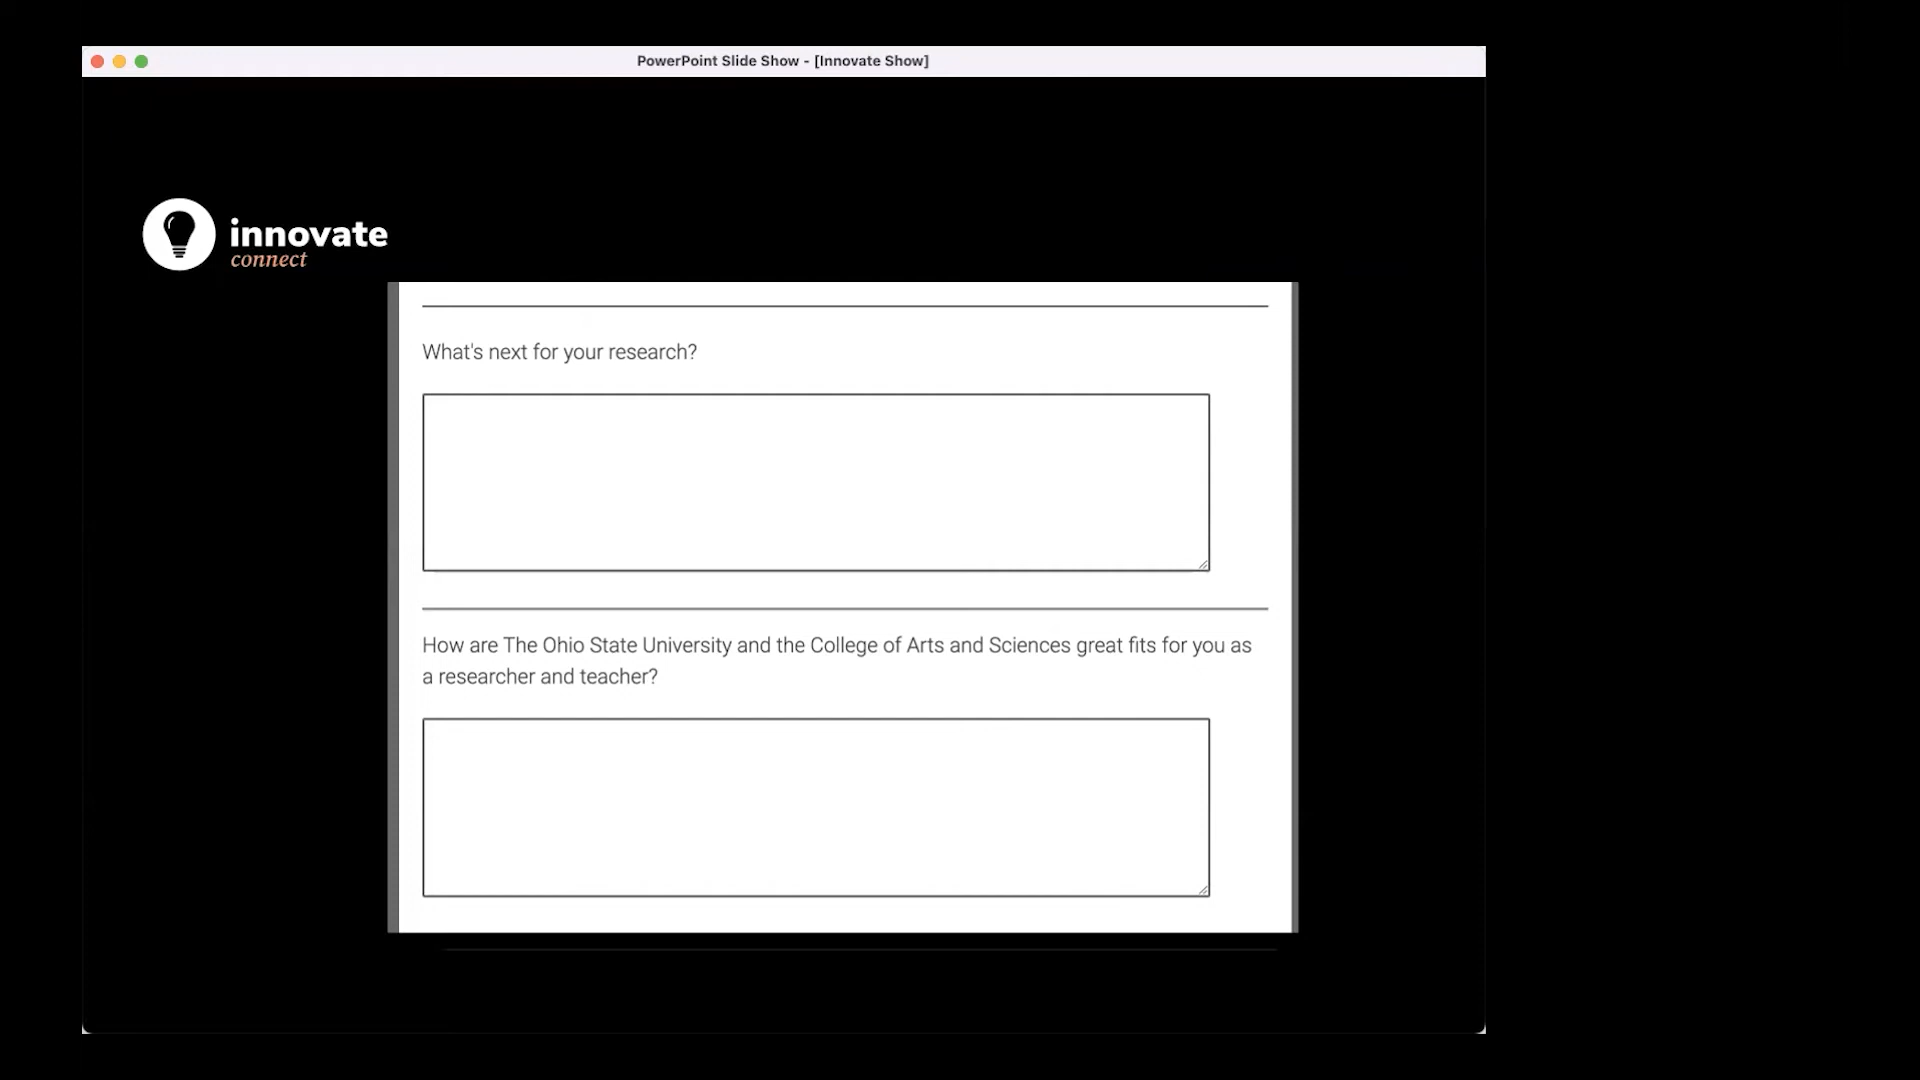 PowerPoint Slide Show - [Innovate Show]
innovate
connect
What's next for your research?
How are The Ohio State University and the College of Arts and Sciences great fits for you as
a researcher and teacher?